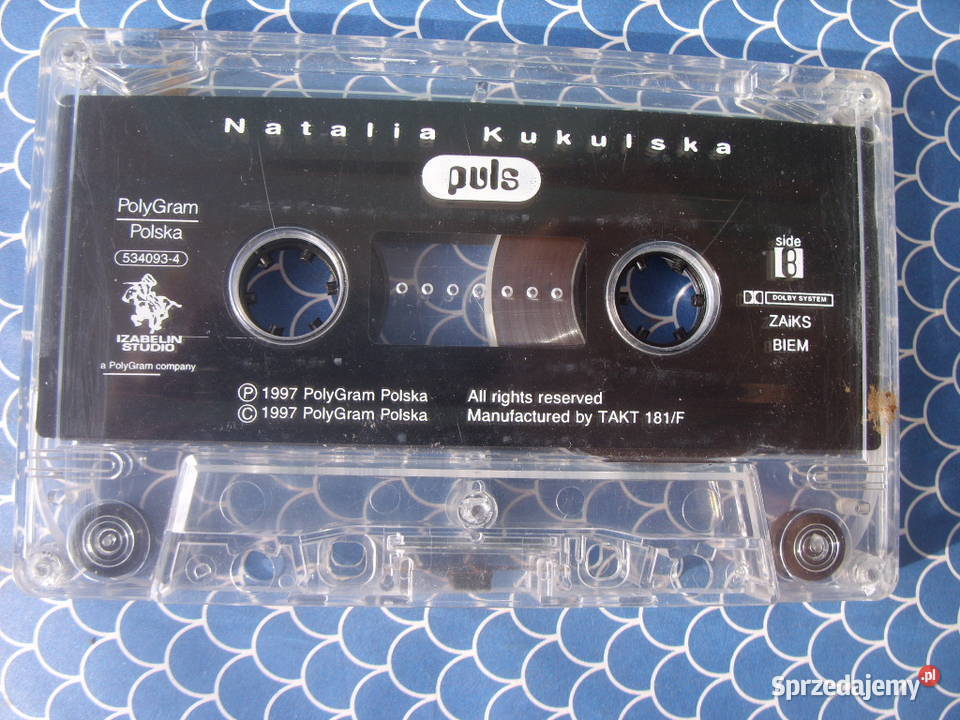 Natalia Kukulska
puls
PolyGram
Polska
534093-4
IZABELIN
STUDIO
a PolyGram company
side
B
DOLBY SYSTEM
ZAiKS
BIEM
Ⓟ 1997 PolyGram Polska
© 1997 PolyGram Polska
All rights reserved
Manufactured by TAKT 181/F
Sprzedajemy.pl